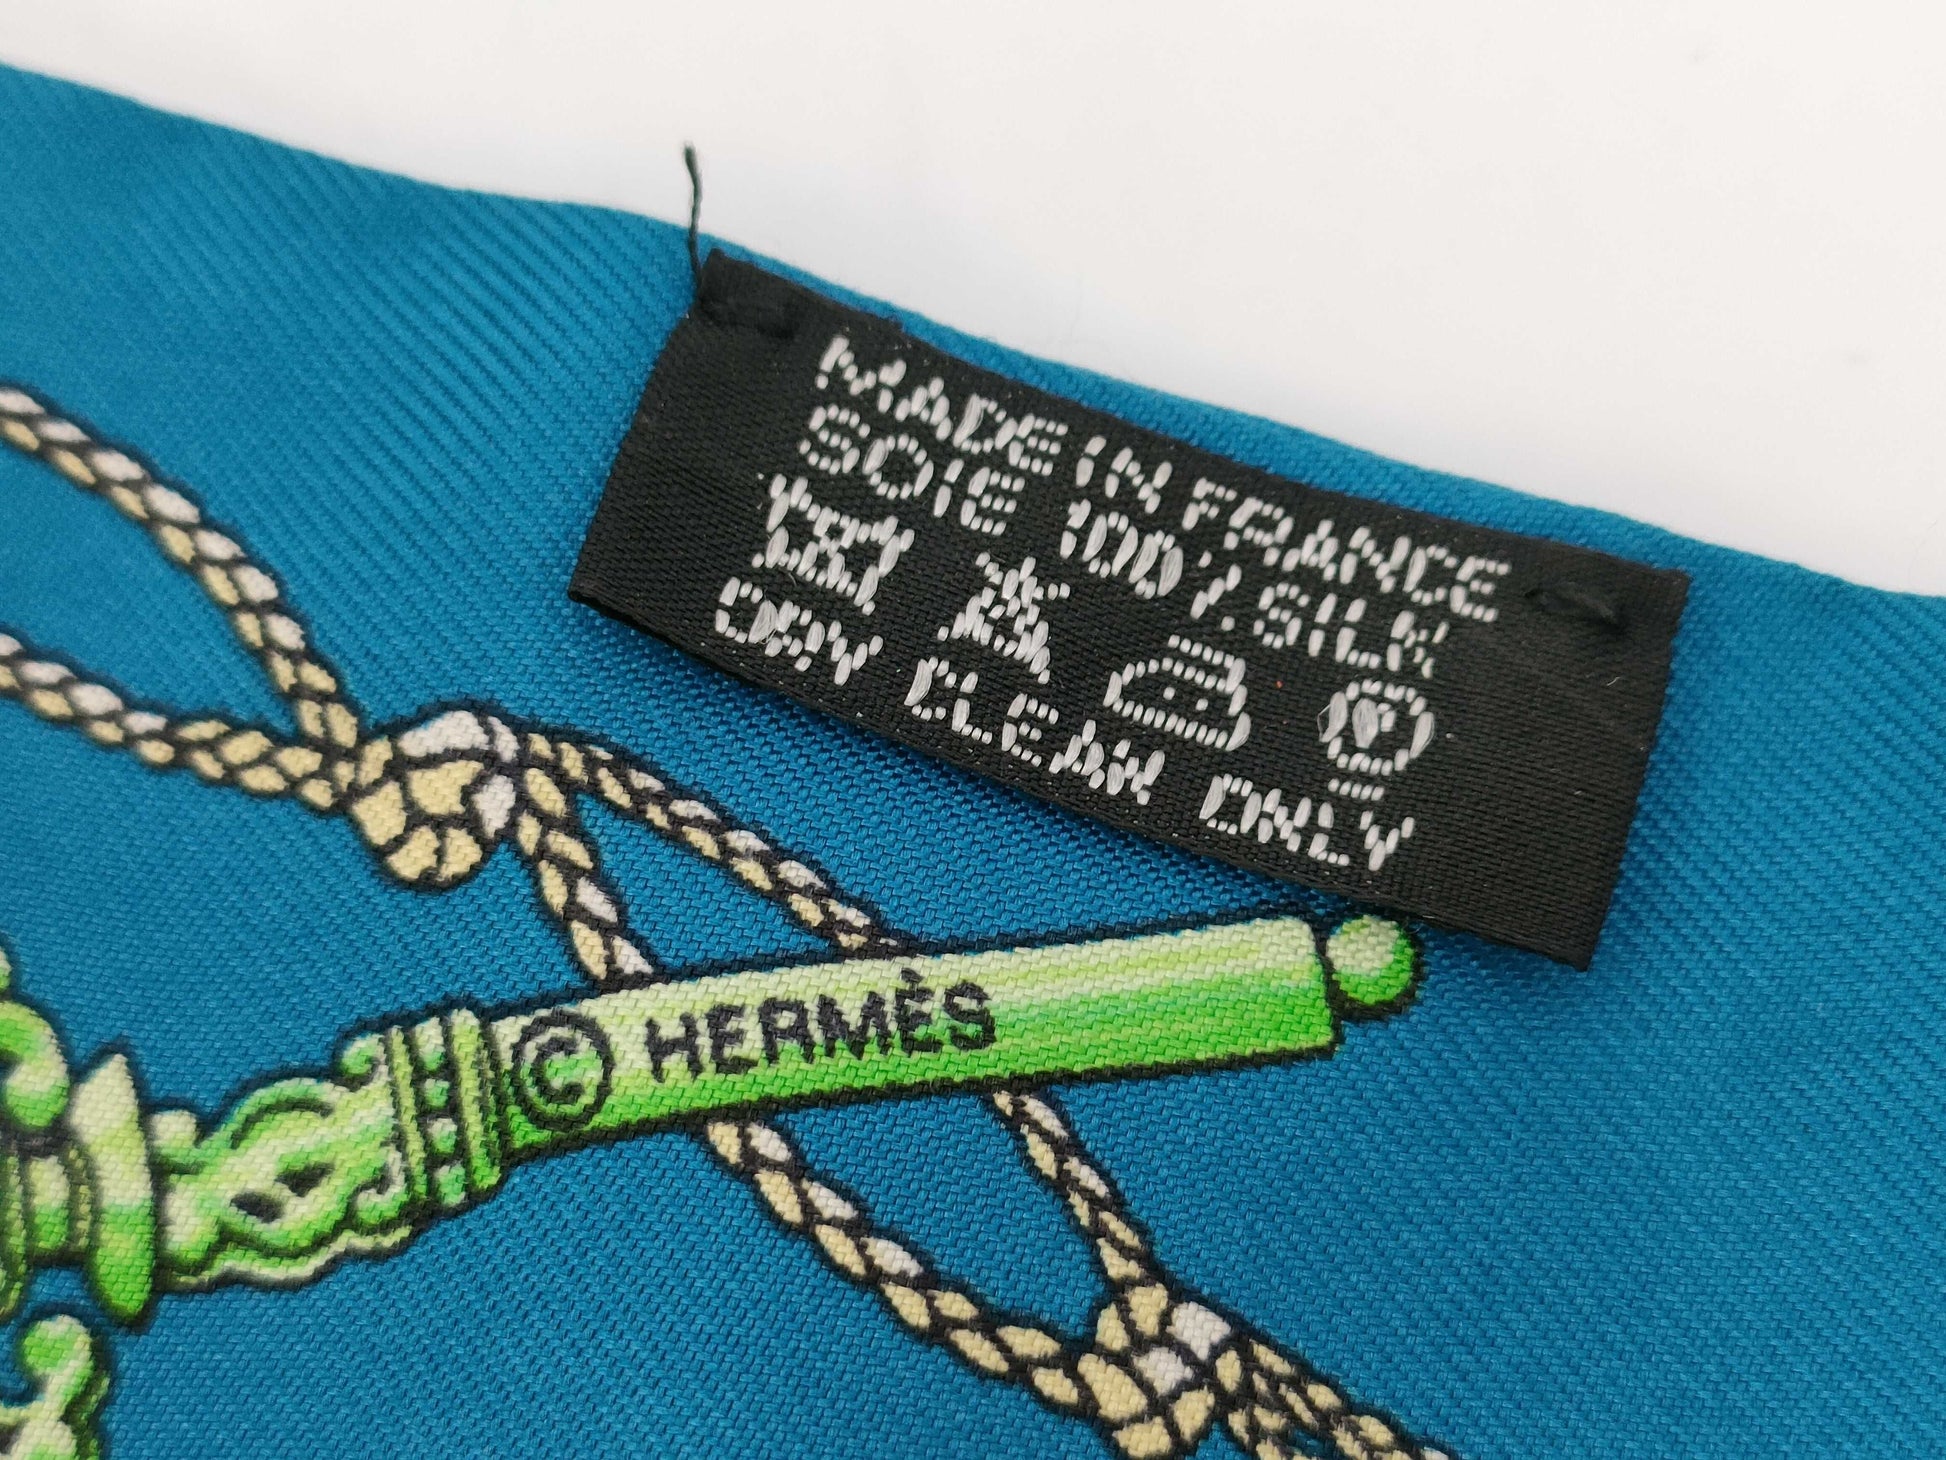 MADE IN FRANCE
SOIE 100% SILK
P
DRY CLEAN ONLY
© HERMÈS